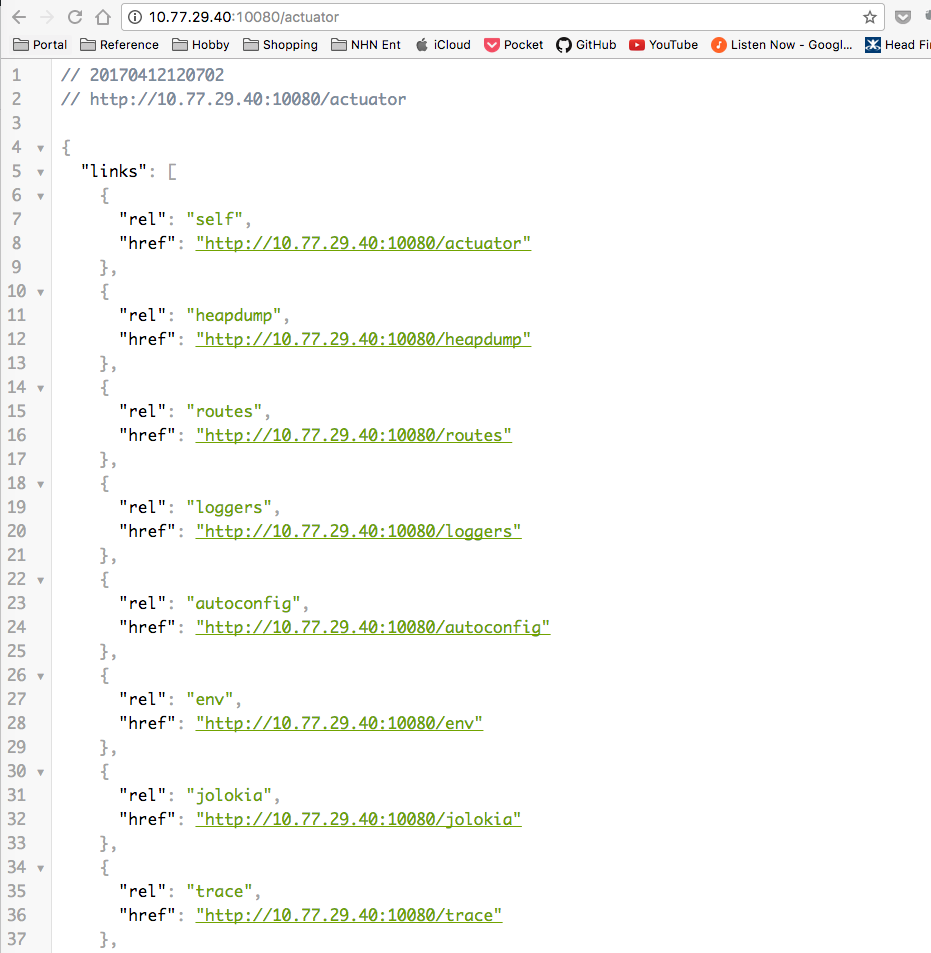 10.77.29.40:10080/actuator
Portal Reference Hobby Shopping NHN Ent iCloud Pocket GitHub YouTube Listen Now - Googl... Head Fi
1 // 20170412120702
2 // http://10.77.29.40:10080/actuator
3
4 {
5 "links": [
6 {
7 "rel": "self",
8 "href": "http://10.77.29.40:10080/actuator"
9 },
10 {
11 "rel": "heapdump",
12 "href": "http://10.77.29.40:10080/heapdump"
13 },
14 {
15 "rel": "routes",
16 "href": "http://10.77.29.40:10080/routes"
17 },
18 {
19 "rel": "loggers",
20 "href": "http://10.77.29.40:10080/loggers"
21 },
22 {
23 "rel": "autoconfig",
24 "href": "http://10.77.29.40:10080/autoconfig"
25 },
26 {
27 "rel": "env",
28 "href": "http://10.77.29.40:10080/env"
29 },
30 {
31 "rel": "jolokia",
32 "href": "http://10.77.29.40:10080/jolokia"
33 },
34 {
35 "rel": "trace",
36 "href": "http://10.77.29.40:10080/trace"
37 },